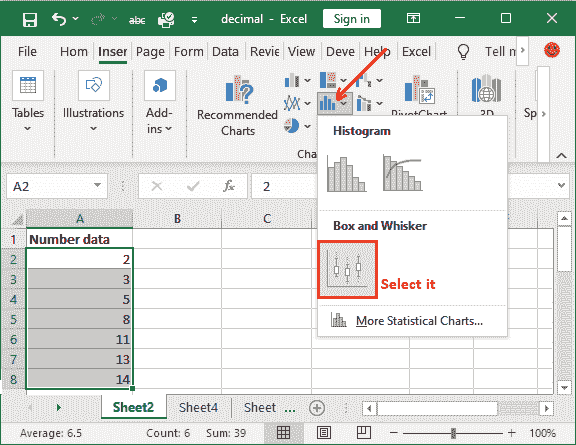 decimal - Excel Sign in
File Hom Inser Page Form Data Revie View Deve Help Excel Tell m
Tables Illustrations Add-ins Recommended Charts PivotChart 3D Sp
Cha
Histogram
Box and Whisker
Select it
More Statistical Charts...
A2 fx 2
A B C
1 Number data
2 2
3 3
4 5
5 8
6 11
7 13
8 14
Sheet2 Sheet4 Sheet ...
Average: 6.5 Count: 6 Sum: 39 100%